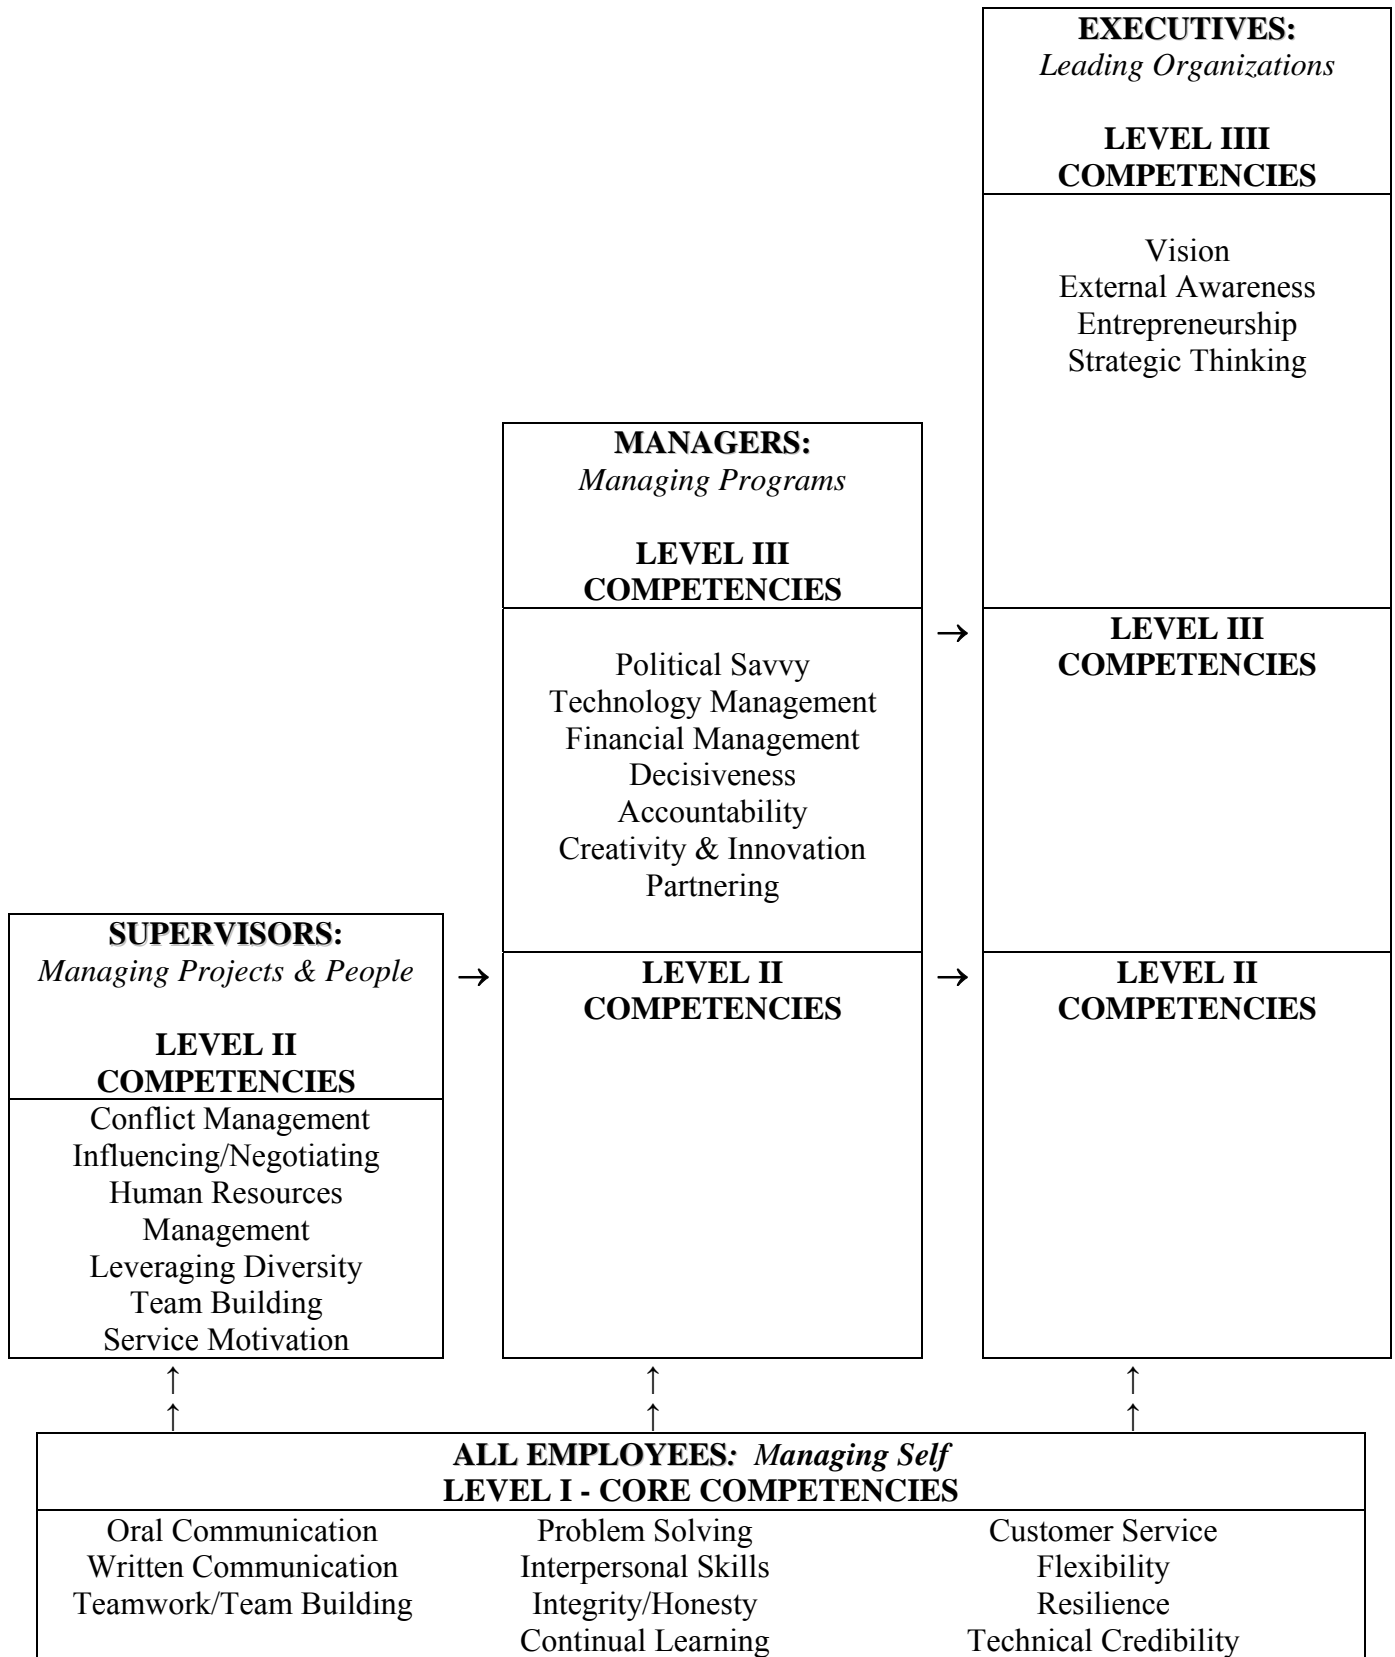 EXECUTIVES:
Leading Organizations
LEVEL IIII
COMPETENCIES
Vision
External Awareness
Entrepreneurship
Strategic Thinking
MANAGERS:
Managing Programs
LEVEL III
COMPETENCIES
Political Savvy
Technology Management
Financial Management
Decisiveness
Accountability
Creativity & Innovation
Partnering
→
LEVEL III
COMPETENCIES
SUPERVISORS:
Managing Projects & People
LEVEL II
COMPETENCIES
Conflict Management
Influencing/Negotiating
Human Resources
Management
Leveraging Diversity
Team Building
Service Motivation
→
LEVEL II
COMPETENCIES
→
LEVEL II
COMPETENCIES
↑ ↑ ↑
↑ ↑ ↑
ALL EMPLOYEES: Managing Self
LEVEL I - CORE COMPETENCIES
Oral Communication
Written Communication
Teamwork/Team Building
Problem Solving
Interpersonal Skills
Integrity/Honesty
Continual Learning
Customer Service
Flexibility
Resilience
Technical Credibility